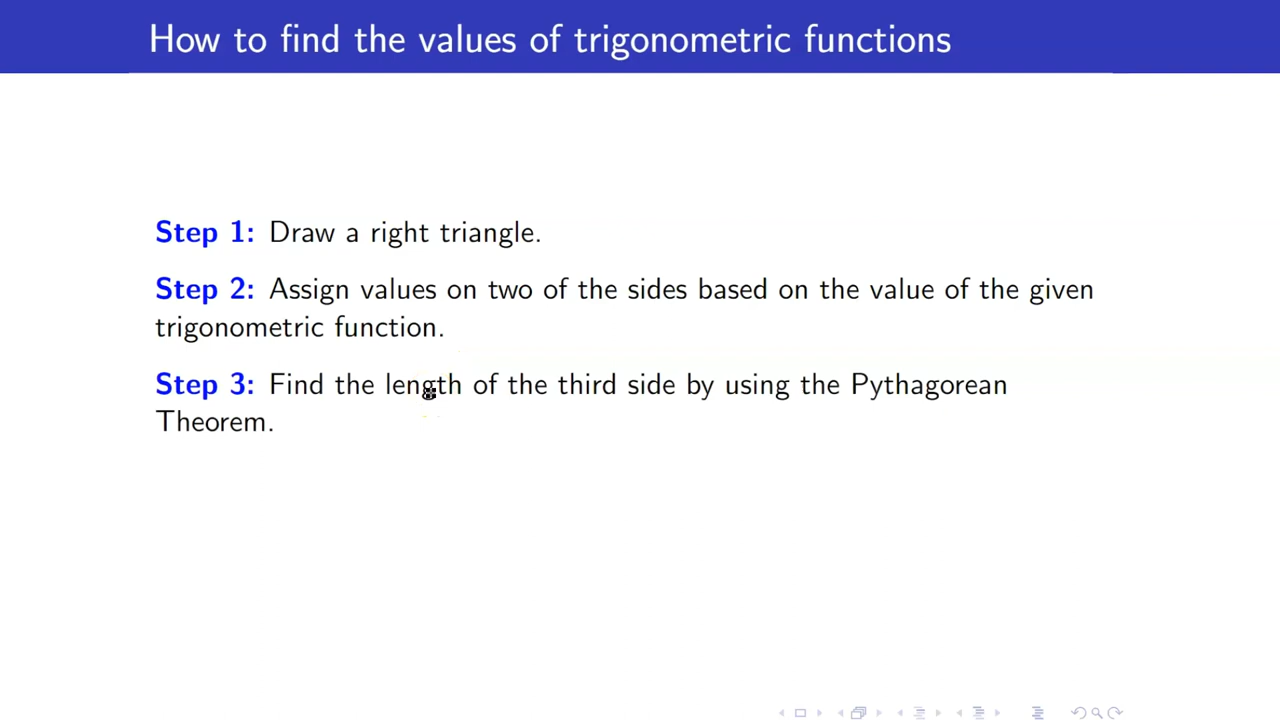 How to find the values of trigonometric functions
Step 1: Draw a right triangle.
Step 2: Assign values on two of the sides based on the value of the given
trigonometric function.
Step 3: Find the length of the third side by using the Pythagorean
Theorem.